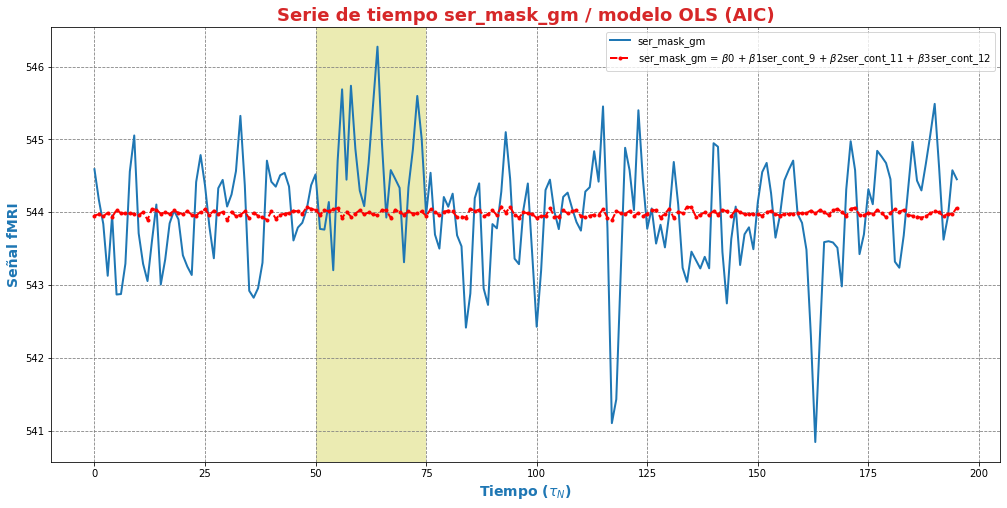 Serie de tiempo ser_mask_gm / modelo OLS (AIC)
ser_mask_gm
ser_mask_gm = β0 + β1ser_cont_9 + β2ser_cont_11 + β3ser_cont_12
546
545
544
543
542
541
Señal fMRI
0 25 50 75 100 125 150 175 200
Tiempo (τ_N)